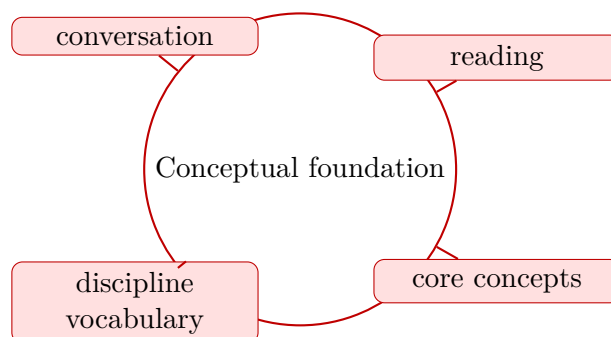 conversation
reading
Conceptual foundation
discipline
vocabulary
core concepts